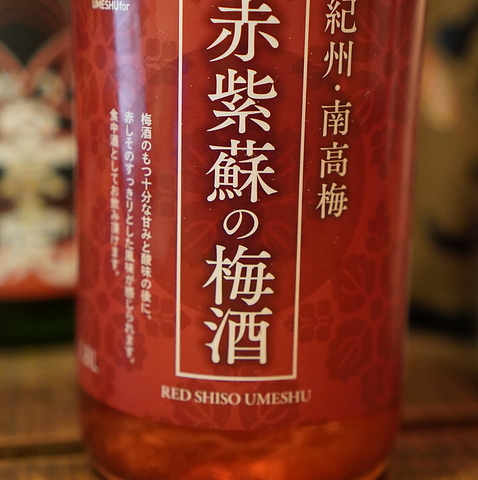 UMESHU for
紀州・南高梅
赤紫蘇の梅酒
梅酒のもつ十分な甘みと酸味の後に、
赤しそのすっきりとした風味が感じられます。
食中酒としてお飲み頂けます。
RED SHISO UMESHU